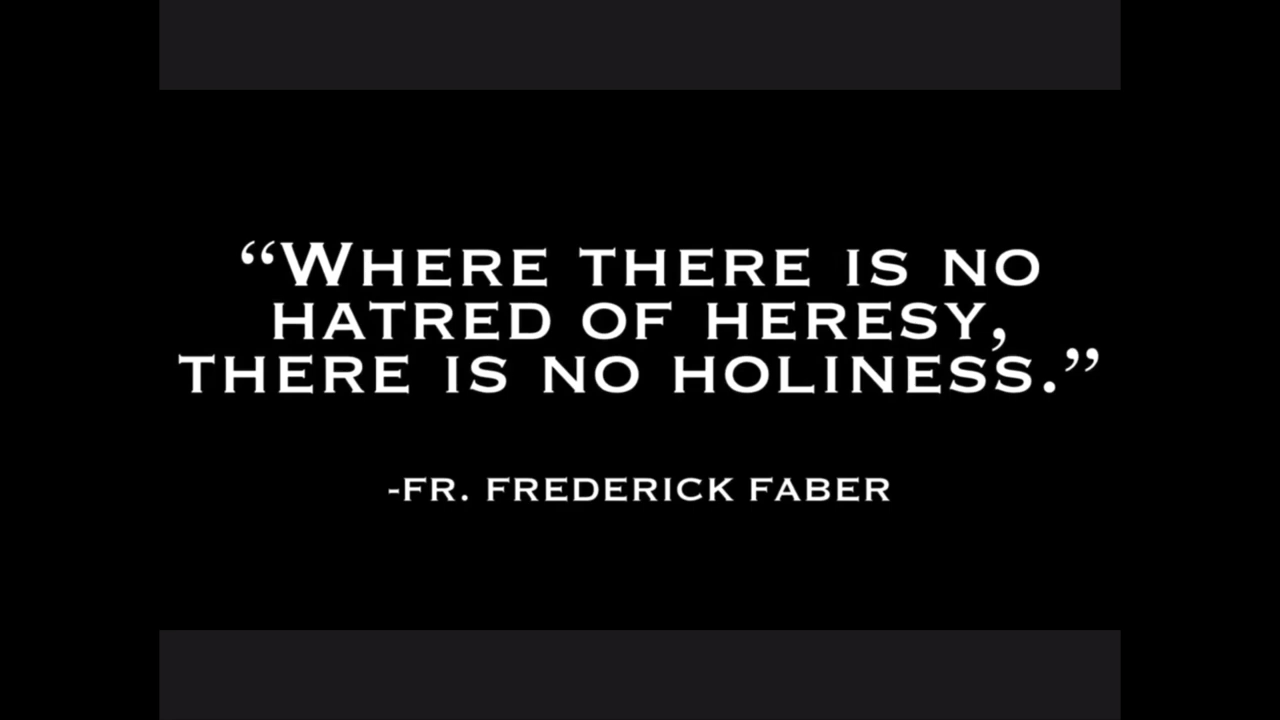 “Where there is no
hatred of heresy,
there is no holiness.”
-Fr. Frederick Faber